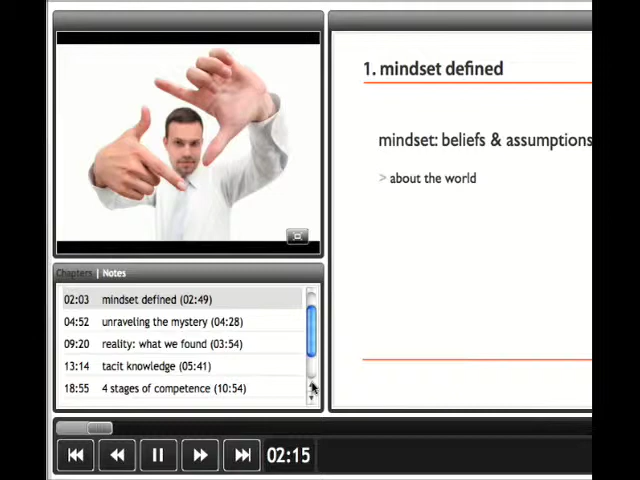 1. mindset defined
mindset: beliefs & assumptions
> about the world
Chapters | Notes
02:03 mindset defined (02:49)
04:52 unraveling the mystery (04:28)
09:20 reality: what we found (03:54)
13:14 tacit knowledge (05:41)
18:55 4 stages of competence (10:54)
02:15